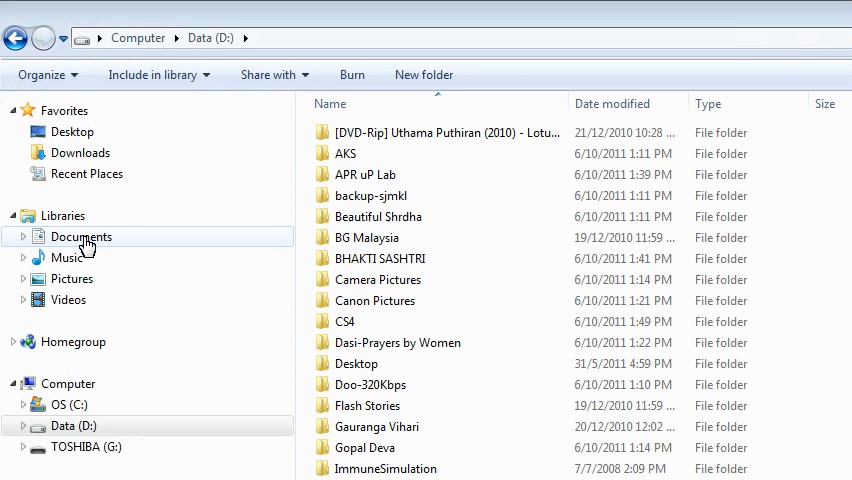 Computer Data (D:)
Organize Include in library Share with Burn New folder
Favorites
Desktop
Downloads
Recent Places
Libraries
Documents
Music
Pictures
Videos
Homegroup
Computer
OS (C:)
Data (D:)
TOSHIBA (G:)
Name Date modified Type Size
[DVD-Rip] Uthama Puthiran (2010) - Lotu... 21/12/2010 10:28 ... File folder
AKS 6/10/2011 1:11 PM File folder
APR uP Lab 6/10/2011 1:39 PM File folder
backup-sjmkl 6/10/2011 1:11 PM File folder
Beautiful Shrdha 6/10/2011 1:11 PM File folder
BG Malaysia 19/12/2010 11:59 ... File folder
BHAKTI SASHTRI 6/10/2011 1:41 PM File folder
Camera Pictures 6/10/2011 1:14 PM File folder
Canon Pictures 6/10/2011 1:21 PM File folder
CS4 6/10/2011 1:49 PM File folder
Dasi-Prayers by Women 6/10/2011 1:22 PM File folder
Desktop 31/5/2011 4:59 PM File folder
Doo-320Kbps 6/10/2011 1:10 PM File folder
Flash Stories 19/12/2010 11:59 ... File folder
Gauranga Vihari 20/12/2010 12:02 ... File folder
Gopal Deva 6/10/2011 1:14 PM File folder
ImmuneSimulation 7/7/2008 2:09 PM File folder